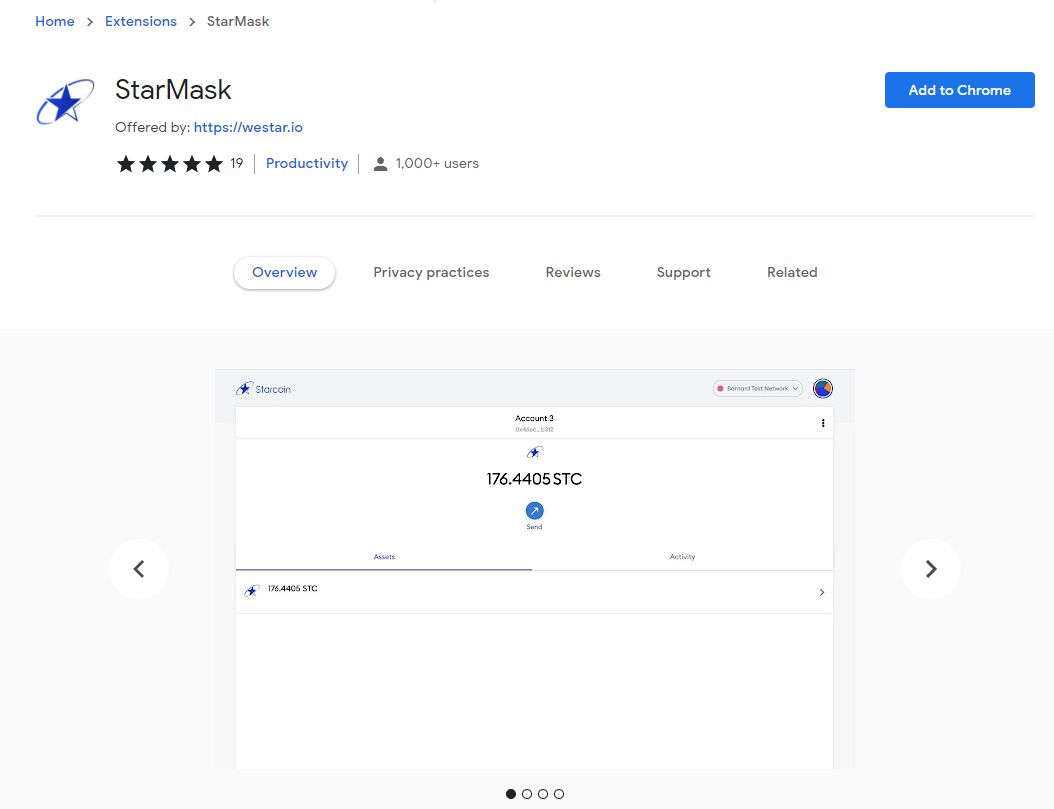 Home > Extensions > StarMask
StarMask
Add to Chrome
Offered by: https://westar.io
19 Productivity 1,000+ users
Overview Privacy practices Reviews Support Related
Starcoin Barnard Test Network
Account 3
176.4405 STC
Send
Assets Activity
176.4405 STC